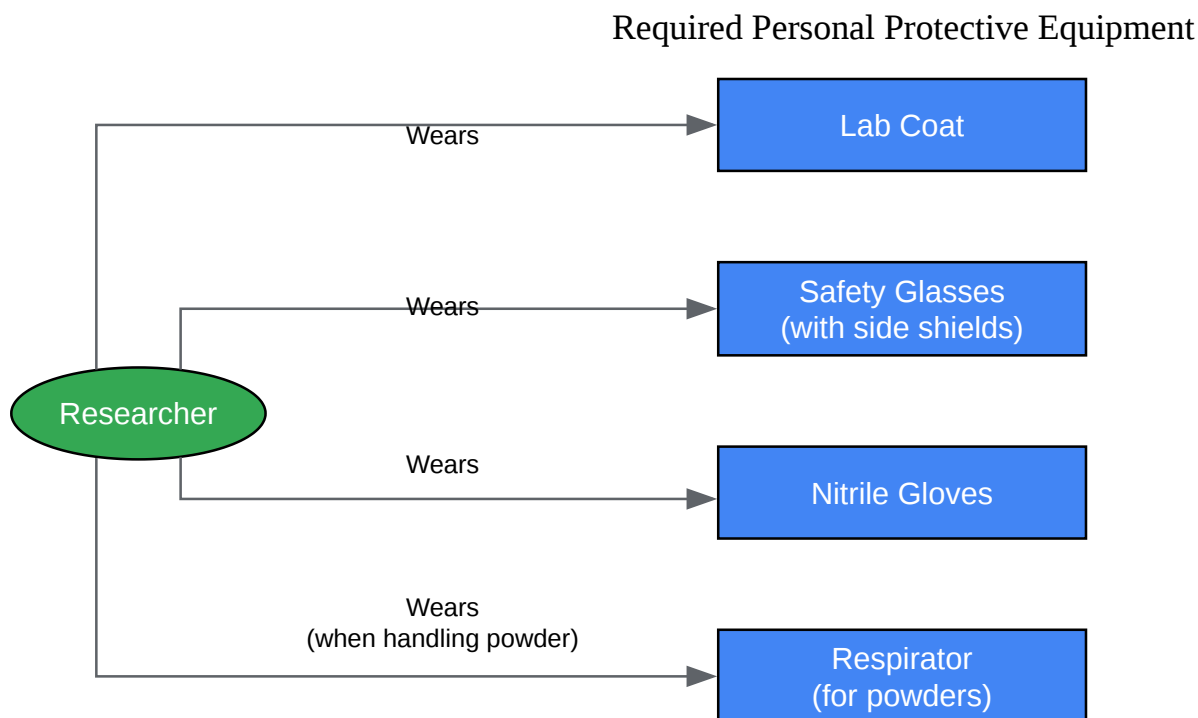 Required Personal Protective Equipment
Wears
Lab Coat
Wears
Safety Glasses
(with side shields)
Researcher
Wears
Nitrile Gloves
Wears
(when handling powder)
Respirator
(for powders)